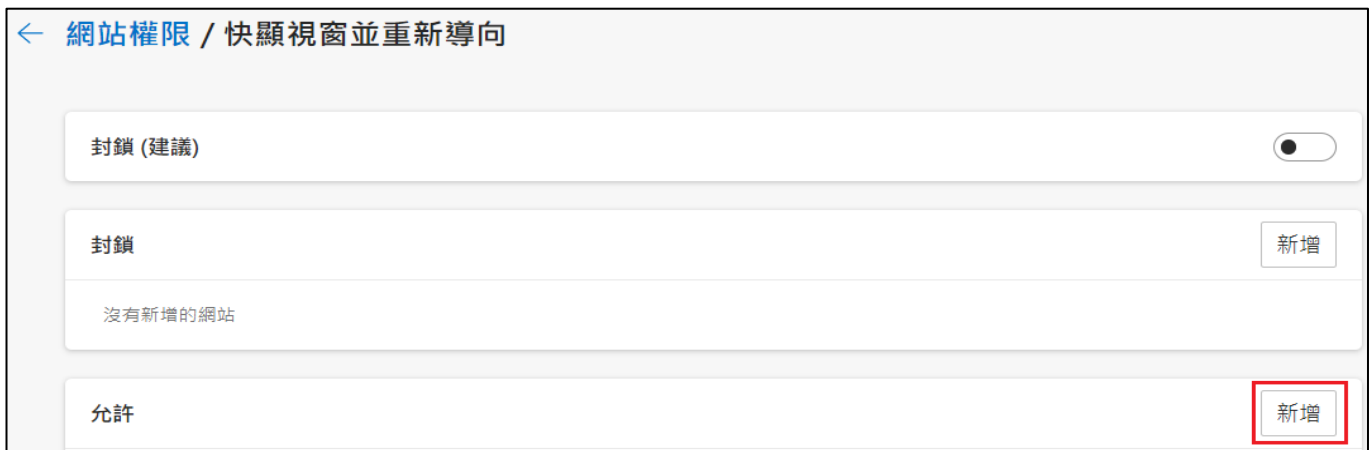 網站權限 / 快顯視窗並重新導向
封鎖 (建議)
封鎖
新增
沒有新增的網站
允許
新增